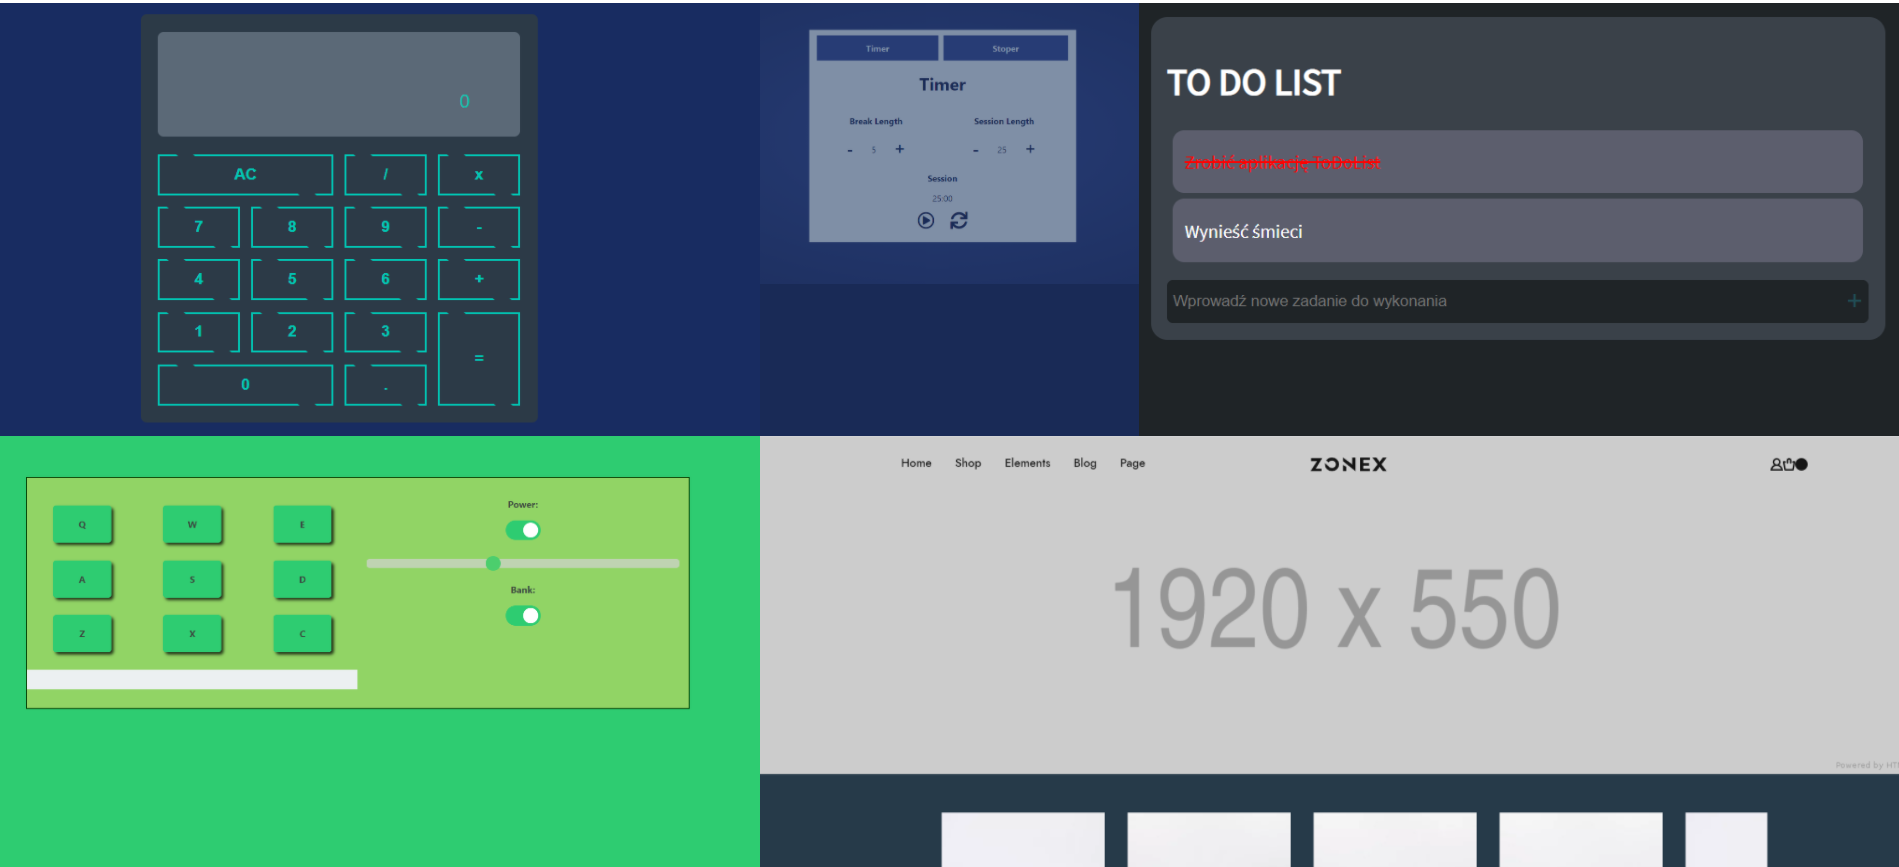 0
AC / x
7 8 9 -
4 5 6 +
1 2 3 =
0 .
Timer Stoper
Timer
Break Length Session Length
- 5 + - 25 +
Session
25:00
TO DO LIST
Zrobić aplikację ToDoList
Wynieść śmieci
Wprowadź nowe zadanie do wykonania +
Q W E
A S D
Z X C
Power:
Bank:
Home Shop Elements Blog Page ZONEX
1920 x 550
Powered by HT